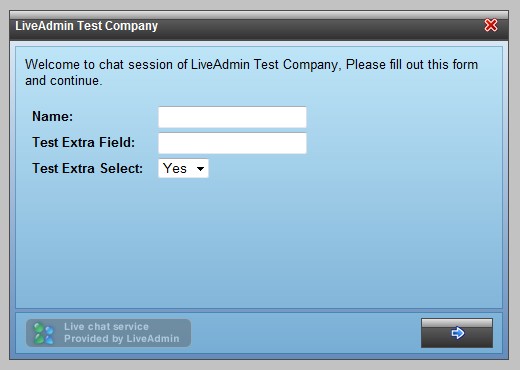 LiveAdmin Test Company
Welcome to chat session of LiveAdmin Test Company, Please fill out this form
and continue.
Name:
Test Extra Field:
Test Extra Select: Yes
Live chat service
Provided by LiveAdmin